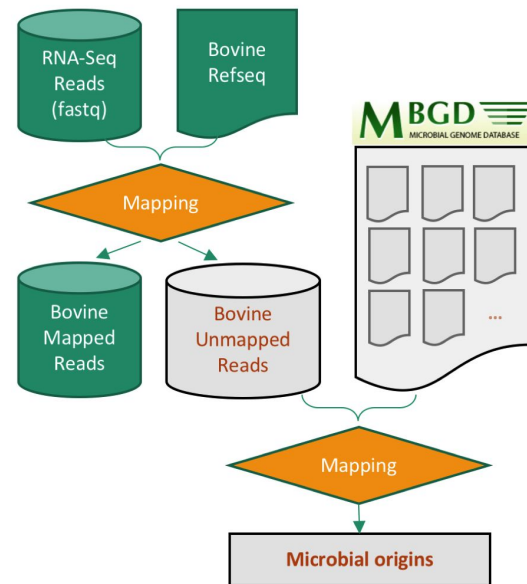 RNA-Seq
Reads
(fastq)
Bovine
Refseq
MBGD
MICROBIAL GENOME DATABASE
Mapping
Bovine
Mapped
Reads
Bovine
Unmapped
Reads
...
Mapping
Microbial origins